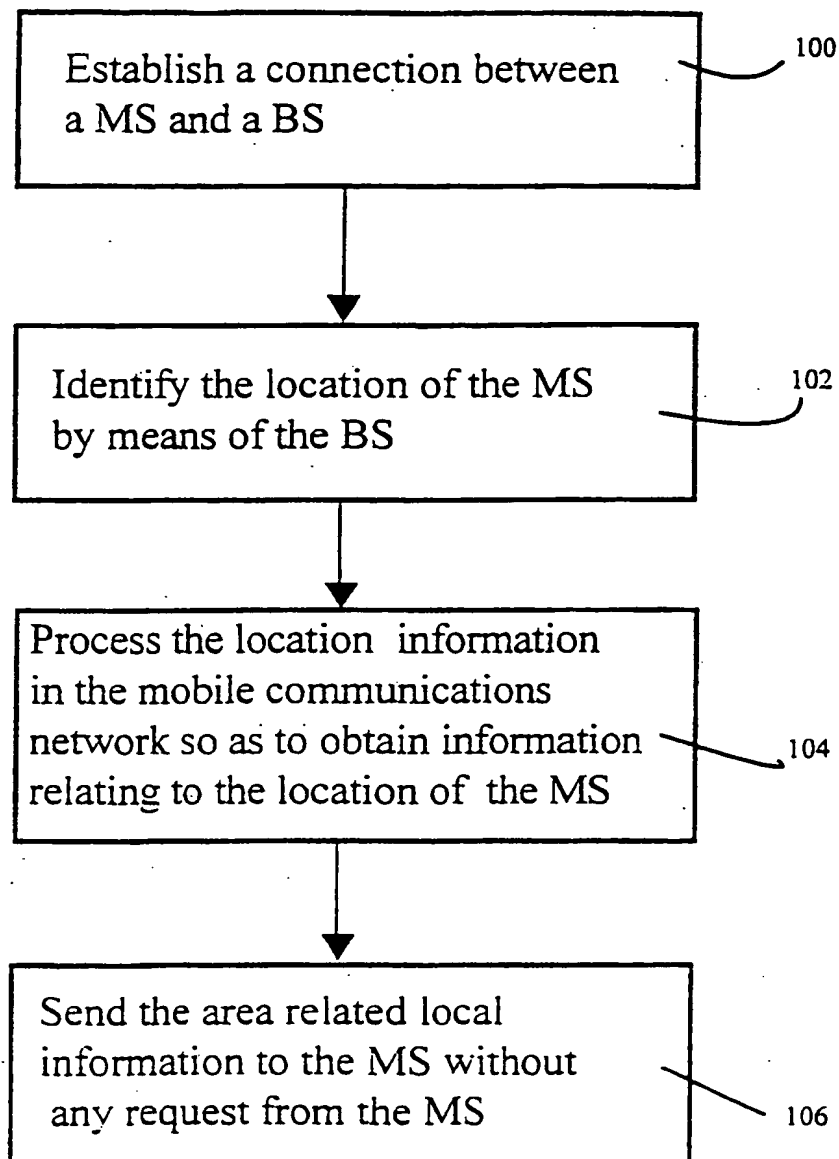 Establish a connection between
a MS and a BS
100
Identify the location of the MS
by means of the BS
102
Process the location information
in the mobile communications
network so as to obtain information
relating to the location of the MS
104
Send the area related local
information to the MS without
any request from the MS
106